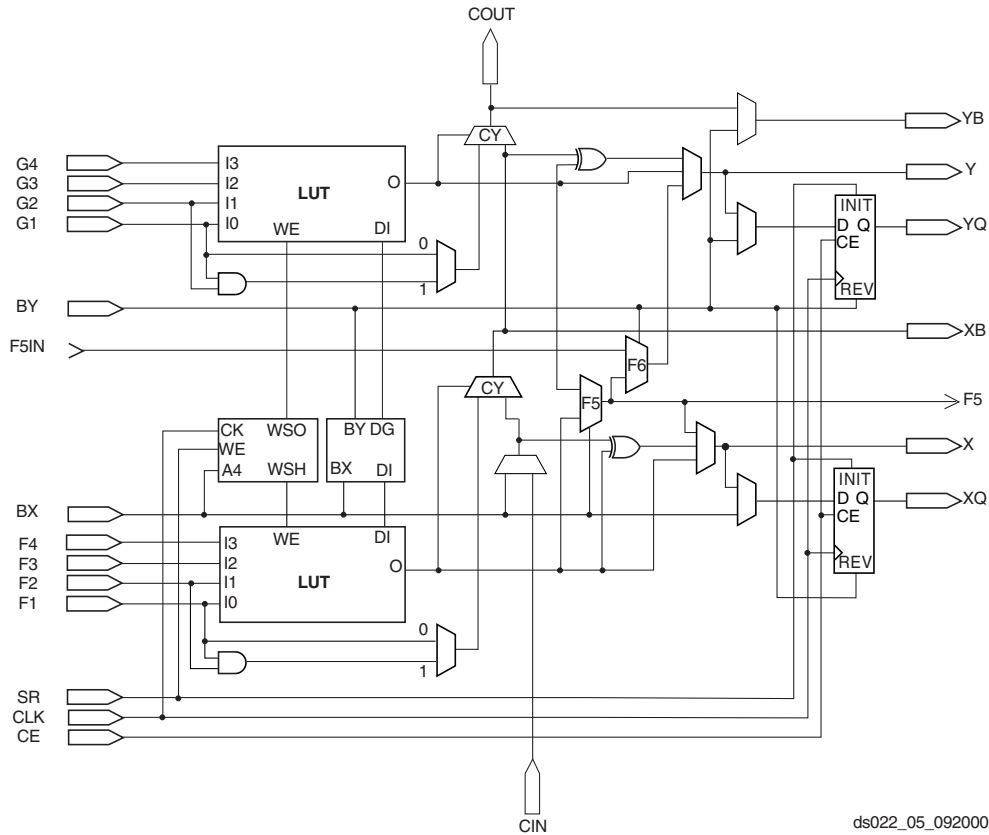 COUT
CY
YB
G4
G3
G2
G1
I3
I2
I1
I0
LUT
O
WE
DI
0
1
Y
INIT
D Q
CE
REV
YQ
BY
XB
F5IN
F6
CY
F5
F5
CK WSO
WE
A4 WSH
BY DG
BX DI
X
INIT
D Q
CE
REV
XQ
BX
F4
F3
F2
F1
I3
I2
I1
I0
WE
DI
LUT
O
0
1
SR
CLK
CE
CIN
ds022_05_092000